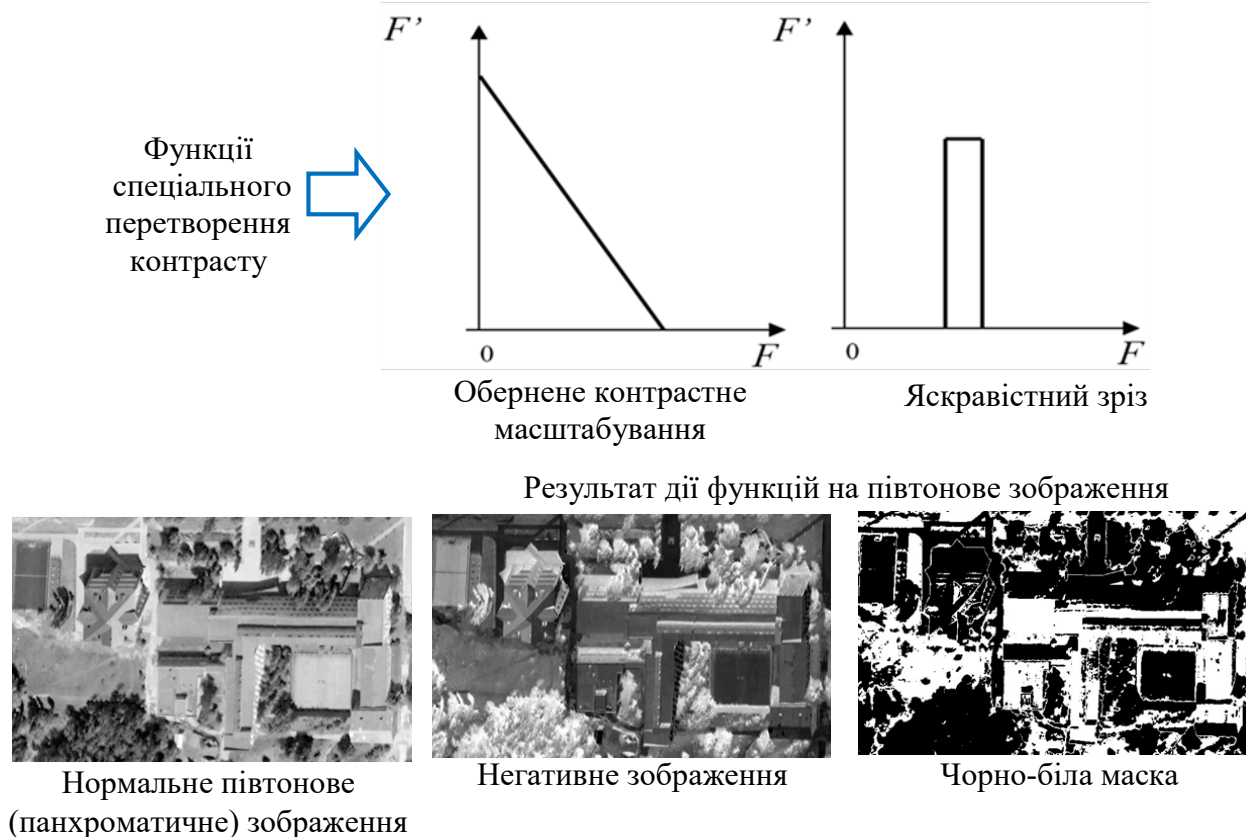 Функції
спеціального
перетворення
контрасту
F’
0
F
F’
0
F
Обернене контрастне
масштабування
Яскравістний зріз
Результат дії функцій на півтонове зображення
Нормальне півтонове
(панхроматичне) зображення
Негативне зображення
Чорно-біла маска